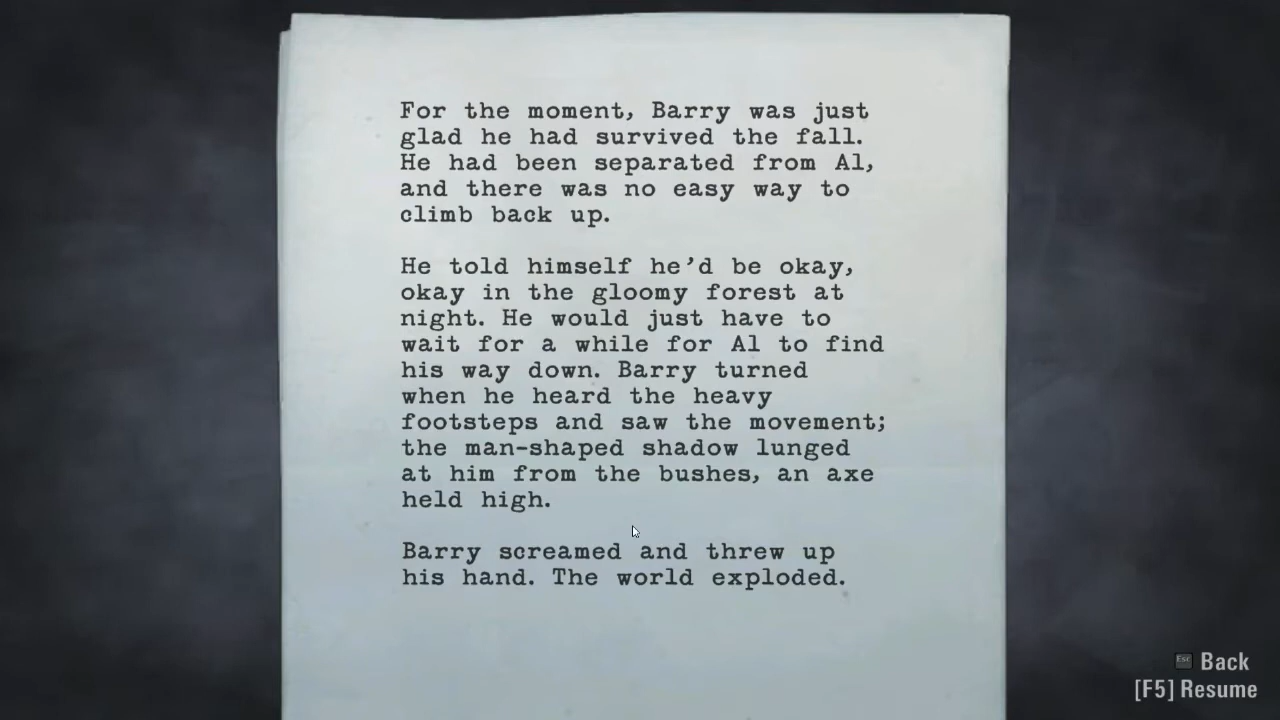 For the moment, Barry was just
glad he had survived the fall.
He had been separated from Al,
and there was no easy way to
climb back up.
He told himself he’d be okay,
okay in the gloomy forest at
night. He would just have to
wait for a while for Al to find
his way down. Barry turned
when he heard the heavy
footsteps and saw the movement;
the man-shaped shadow lunged
at him from the bushes, an axe
held high.
Barry screamed and threw up
his hand. The world exploded.
Esc Back
[F5] Resume